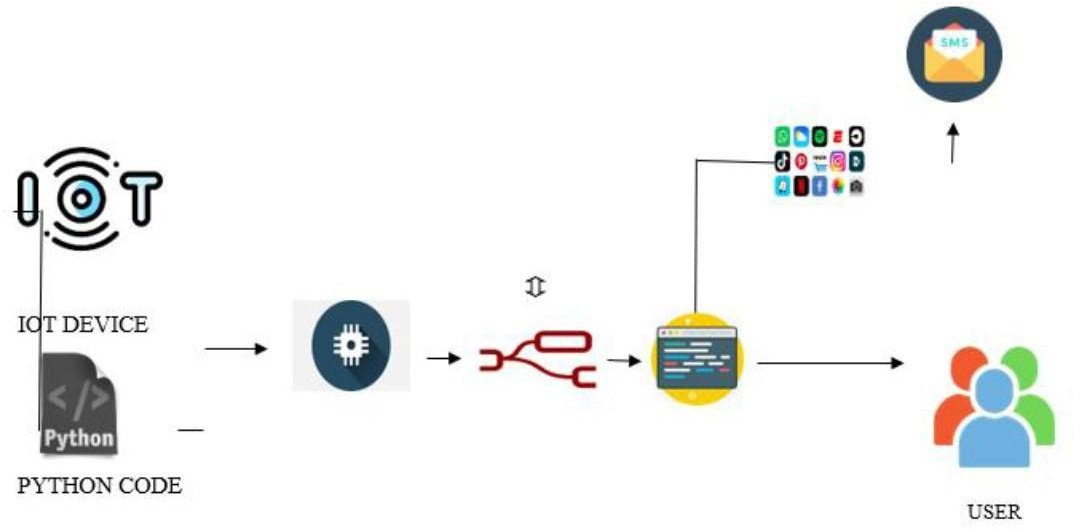 SMS
IOT
IOT DEVICE
</>
Python
PYTHON CODE
USER